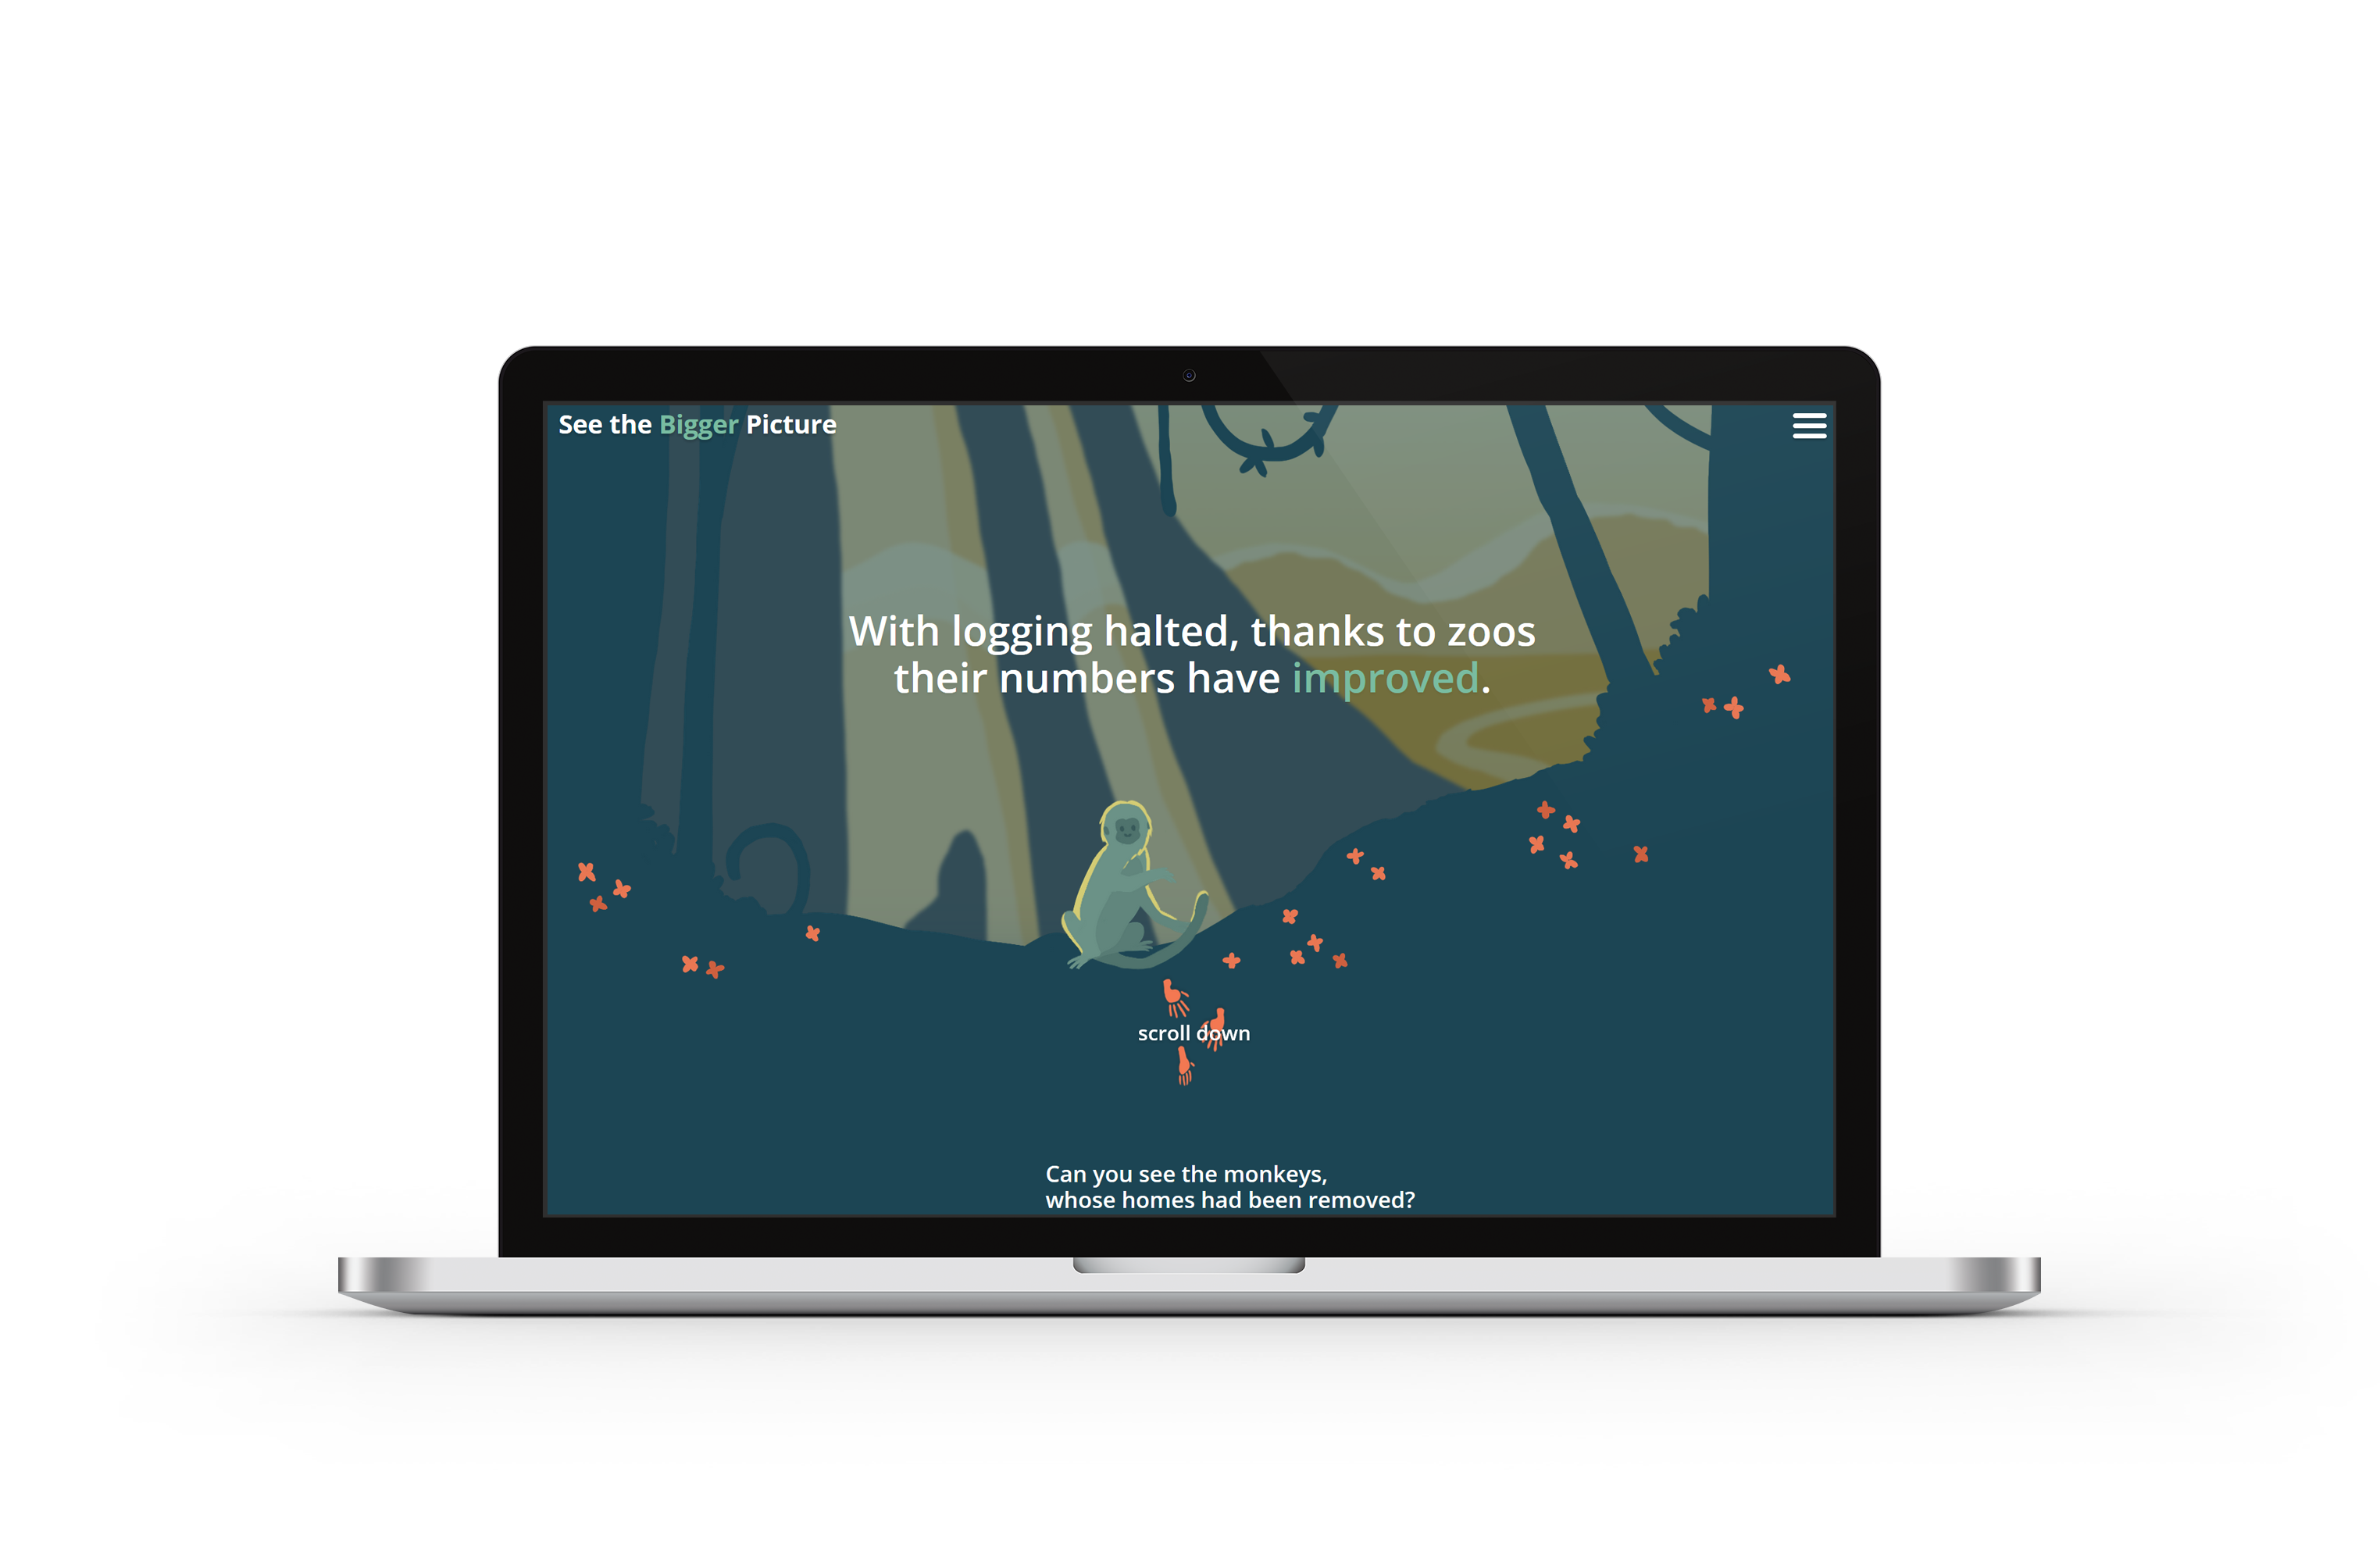 See the Bigger Picture
With logging halted, thanks to zoos
their numbers have improved.
scroll down
Can you see the monkeys,
whose homes had been removed?